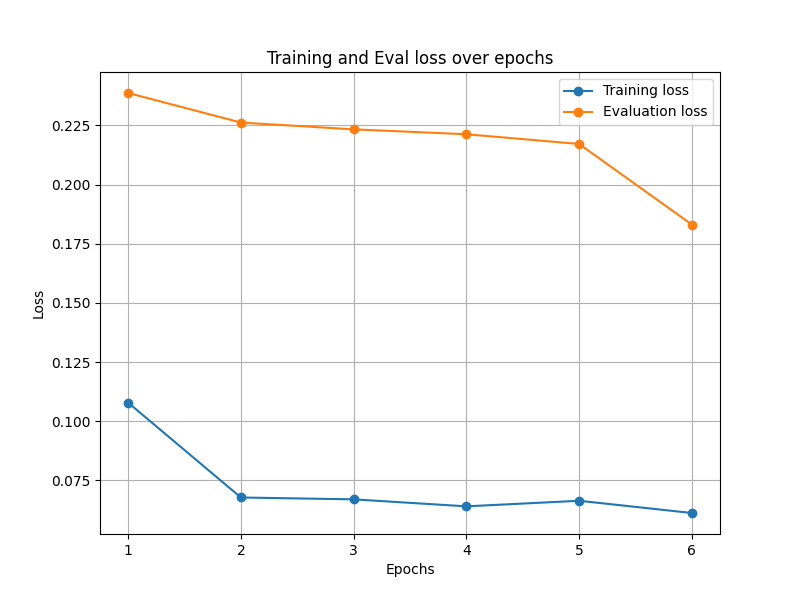 Training and Eval loss over epochs
Training loss
Evaluation loss
0.225
0.200
0.175
0.150
0.125
0.100
0.075
Loss
1 2 3 4 5 6
Epochs